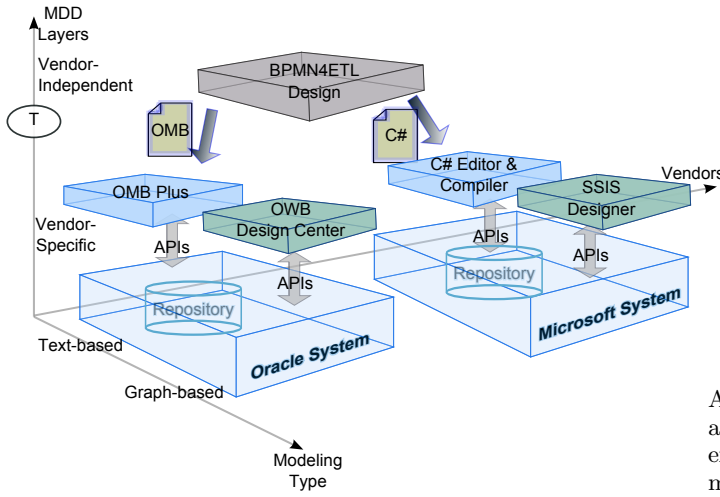 MDD
Layers
Vendor-
Independent
T
BPMN4ETL
Design
OMB
C#
OMB Plus
C# Editor &
Compiler
Vendors
OWB
Design Center
SSIS
Designer
Vendor-
Specific
APIs
APIs
APIs
APIs
Repository
Repository
Oracle System
Microsoft System
Text-based
Graph-based
Modeling
Type
A
a
m